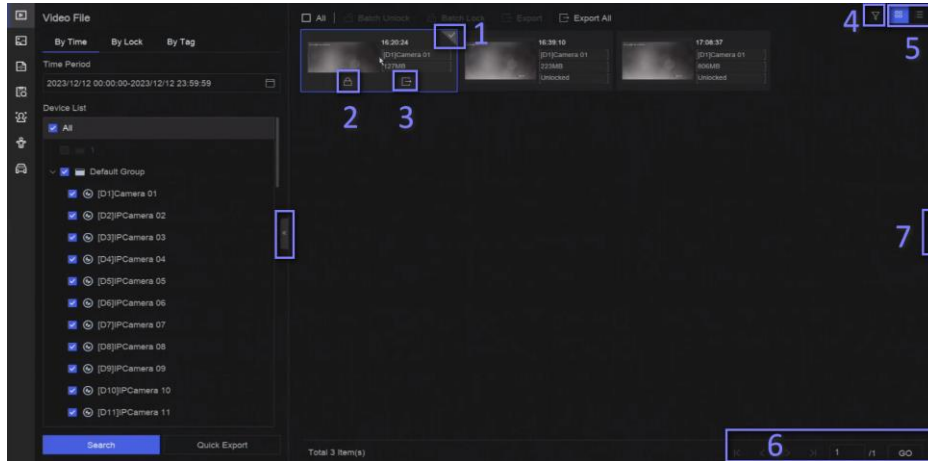 Video File
By Time By Lock By Tag
Time Period
2023/12/12 00:00:00-2023/12/12 23:59:59
Device List
All
1
Default Group
[D1]Camera 01
[D2]IPCamera 02
[D3]IPCamera 03
[D4]IPCamera 04
[D5]IPCamera 05
[D6]IPCamera 06
[D7]IPCamera 07
[D8]IPCamera 08
[D9]IPCamera 09
[D10]IPCamera 10
[D11]IPCamera 11
Search Quick Export
All Batch Unlock Batch Lock Export Export All
4
5
1
16:20:24
[D1]Camera 01
127MB
2 3
16:39:10
[D1]Camera 01
223MB
Unlocked
17:08:37
[D1]Camera 01
606MB
Unlocked
7
Total 3 Item(s)
6
1 /1 GO